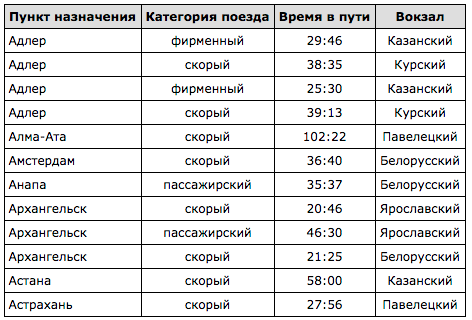 Пункт назначения Категория поезда Время в пути Вокзал
Адлер фирменный 29:46 Казанский
Адлер скорый 38:35 Курский
Адлер фирменный 25:30 Казанский
Адлер скорый 39:13 Курский
Алма-Ата скорый 102:22 Павелецкий
Амстердам скорый 36:40 Белорусский
Анапа пассажирский 35:37 Белорусский
Архангельск скорый 20:46 Ярославский
Архангельск пассажирский 46:30 Ярославский
Архангельск скорый 21:25 Белорусский
Астана скорый 58:00 Казанский
Астрахань скорый 27:56 Павелецкий